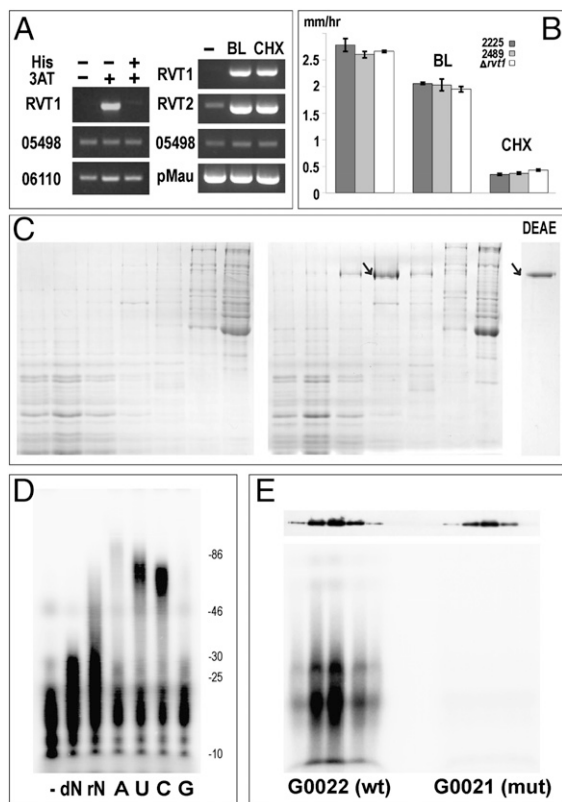 A
His - - +
3AT - + +
RVT1
05498
06110
- BL CHX
RVT1
RVT2
05498
pMau
B
mm/hr
3
2.5
2
1.5
1
0.5
0
BL
CHX
2225
2489
Δrvt1
C
DEAE
D
-86
-46
-30
-25
-10
- dN rN A U C G
E
G0022 (wt) G0021 (mut)